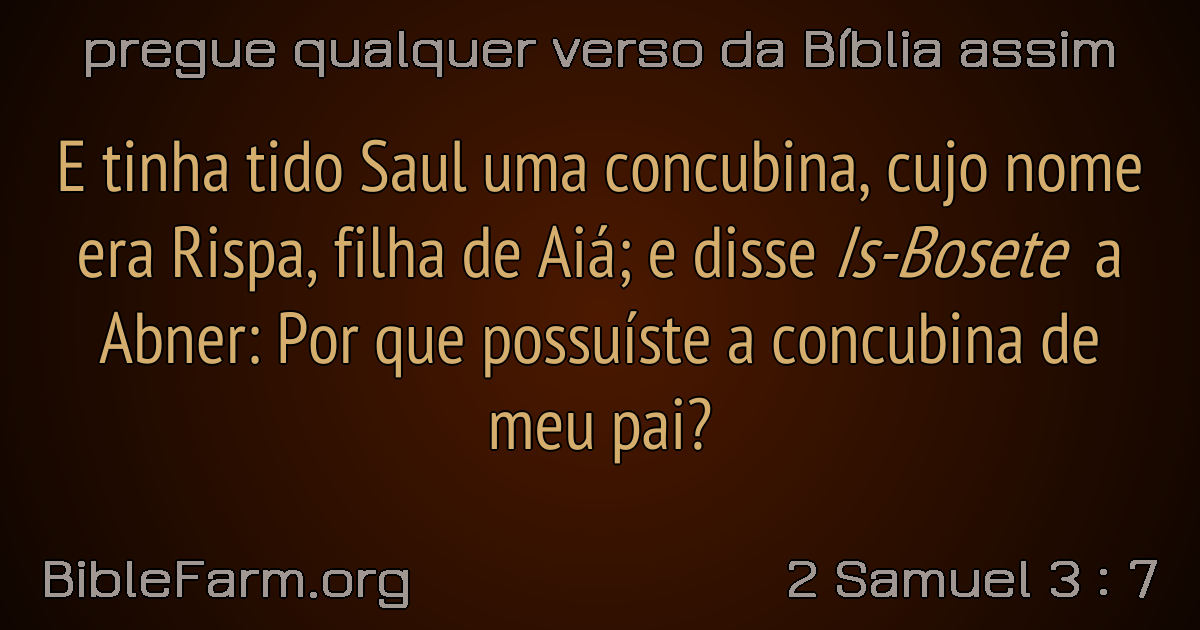 pregue qualquer verso da Bíblia assim
E tinha tido Saul uma concubina, cujo nome
era Rispa, filha de Aiá; e disse Is-Bosete a
Abner: Por que possuíste a concubina de
meu pai?
BibleFarm.org
2 Samuel 3 : 7